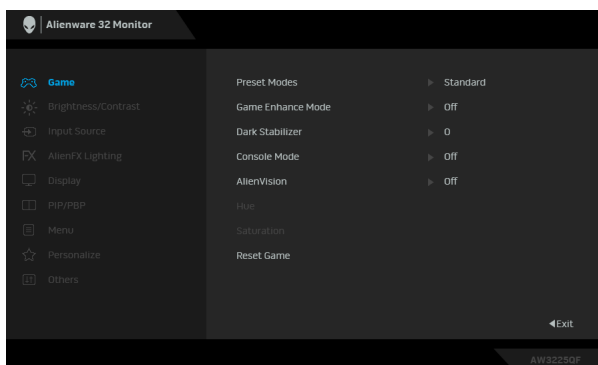 Alienware 32 Monitor
Game
Preset Modes Standard
Brightness/Contrast
Game Enhance Mode Off
Input Source
Dark Stabilizer 0
FX AlienFX Lighting
Console Mode Off
Display
AlienVision Off
PIP/PBP
Hue
Menu
Saturation
Personalize
Reset Game
Others
Exit
AW3225QF